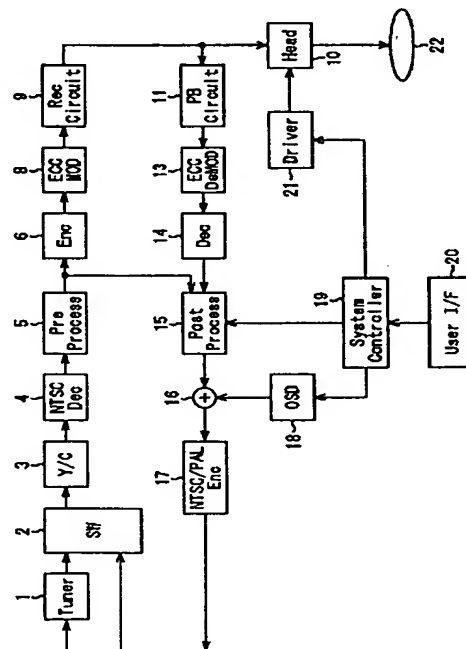 1
Tuner
2
SW
3
Y/C
4
NTSC
Dec
5
Pre
Process
6
Enc
8
ECC
MOD
9
Rec
Circuit
11
PB
Circuit
13
ECC
DeMOD
14
Dec
15
Post
Process
16
+
17
NTSC/PAL
Enc
18
OSD
19
System
Controller
20
User I/F
21
Driver
Head
10
22